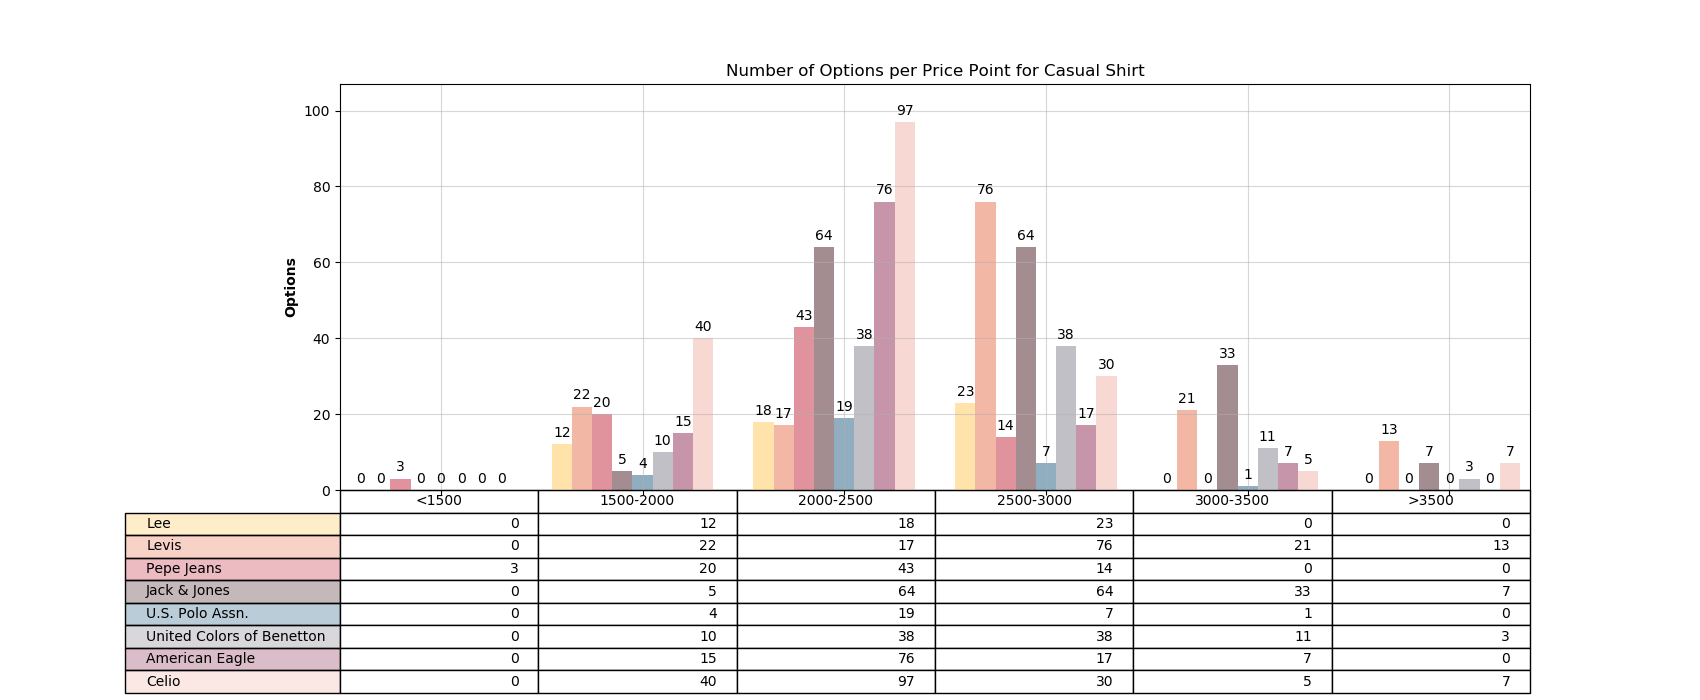 Number of Options per Price Point for Casual Shirt
Options
100
80
60
40
20
0
0 0 3 0 0 0 0 0
12 22 20 5 4 10 15 40
18 17 43 64 19 38 76 97
23 76 14 64 7 38 17 30
0 21 0 33 1 11 7 5
0 13 0 7 0 3 0 7
<1500 1500-2000 2000-2500 2500-3000 3000-3500 >3500
Lee 0 12 18 23 0 0
Levis 0 22 17 76 21 13
Pepe Jeans 3 20 43 14 0 0
Jack & Jones 0 5 64 64 33 7
U.S. Polo Assn. 0 4 19 7 1 0
United Colors of Benetton 0 10 38 38 11 3
American Eagle 0 15 76 17 7 0
Celio 0 40 97 30 5 7